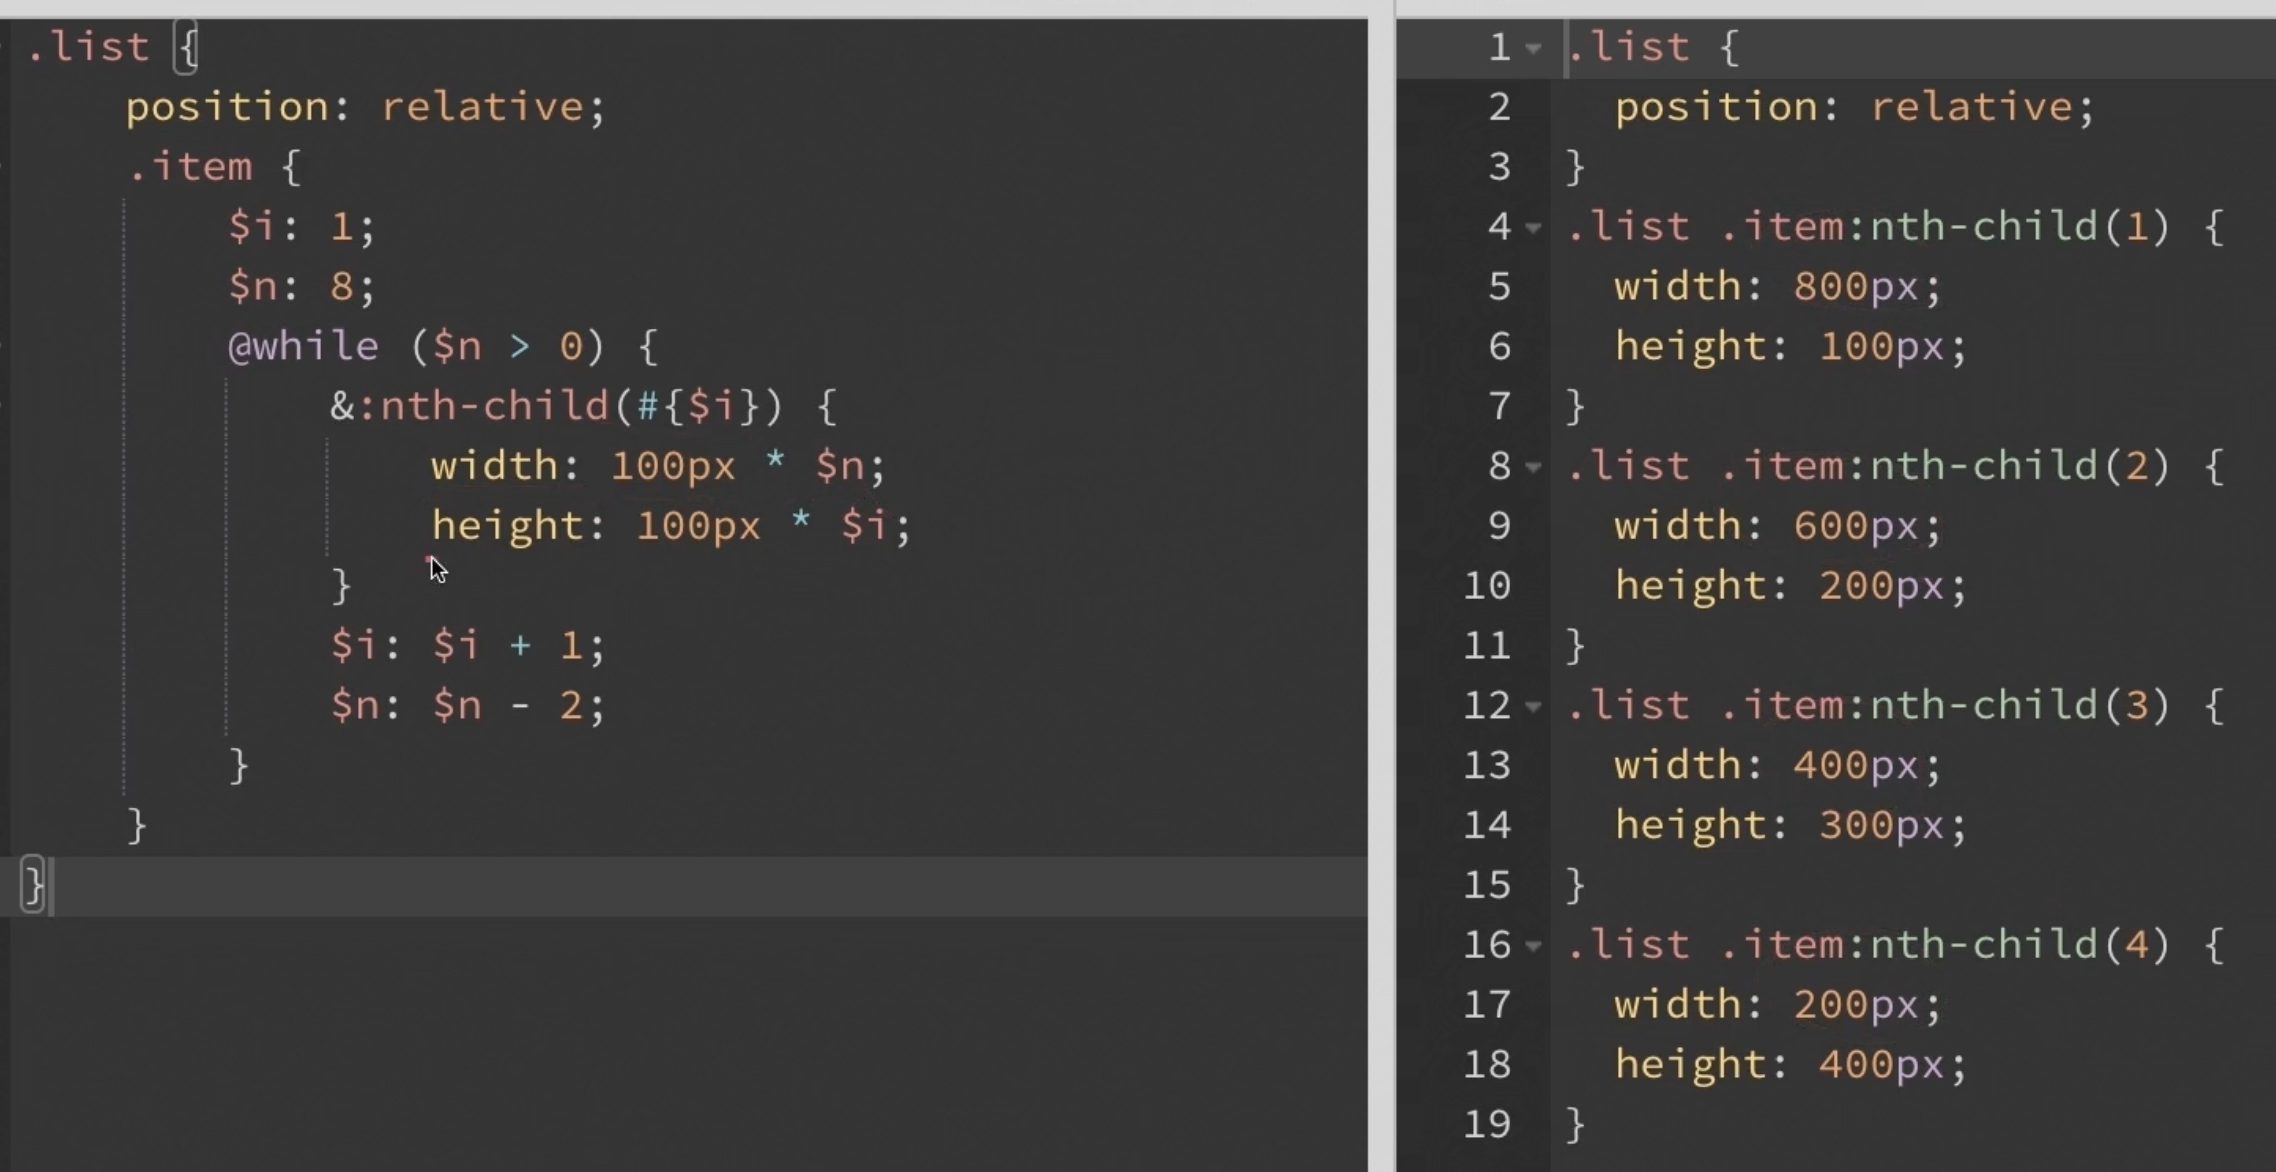 .list {
    position: relative;
    .item {
        $i: 1;
        $n: 8;
        @while ($n > 0) {
            &:nth-child(#{$i}) {
                width: 100px * $n;
                height: 100px * $i;
            }
            $i: $i + 1;
            $n: $n - 2;
        }
    }
}
1 .list {
2   position: relative;
3 }
4 .list .item:nth-child(1) {
5   width: 800px;
6   height: 100px;
7 }
8 .list .item:nth-child(2) {
9   width: 600px;
10   height: 200px;
11 }
12 .list .item:nth-child(3) {
13   width: 400px;
14   height: 300px;
15 }
16 .list .item:nth-child(4) {
17   width: 200px;
18   height: 400px;
19 }